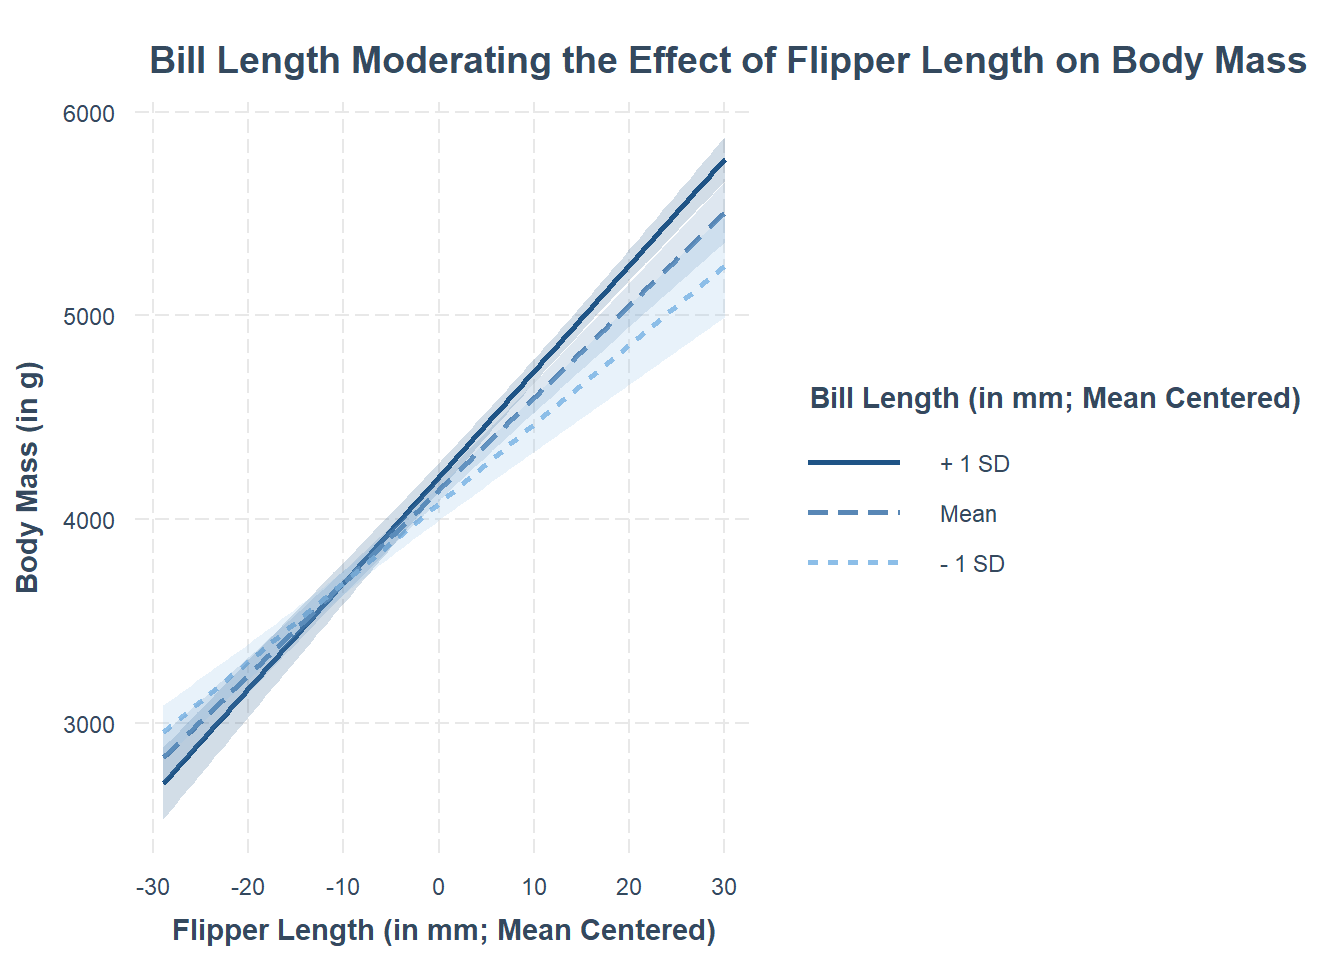 Bill Length Moderating the Effect of Flipper Length on Body Mass
6000
5000
4000
3000
Body Mass (in g)
-30 -20 -10 0 10 20 30
Flipper Length (in mm; Mean Centered)
Bill Length (in mm; Mean Centered)
+ 1 SD
Mean
- 1 SD